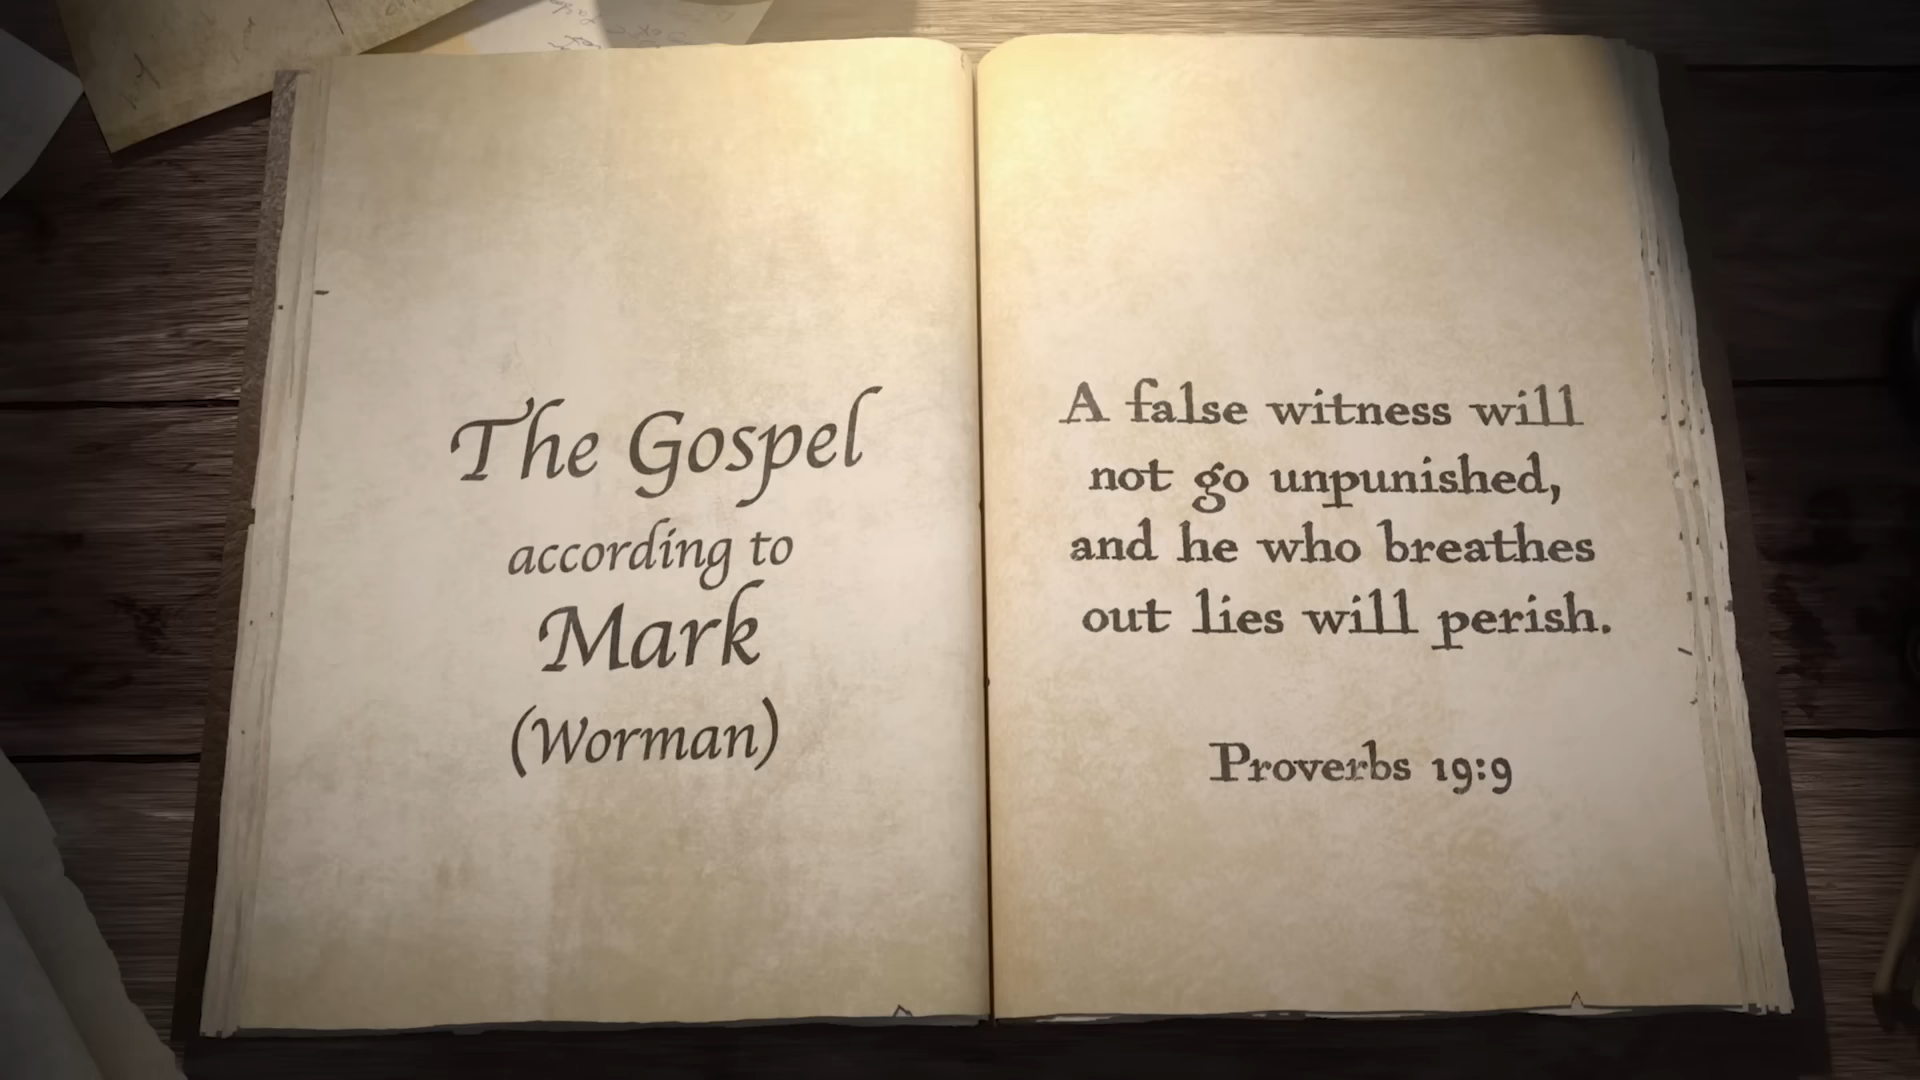 The Gospel
according to
Mark
(Worman)
A false witness will
not go unpunished,
and he who breathes
out lies will perish.
Proverbs 19:9